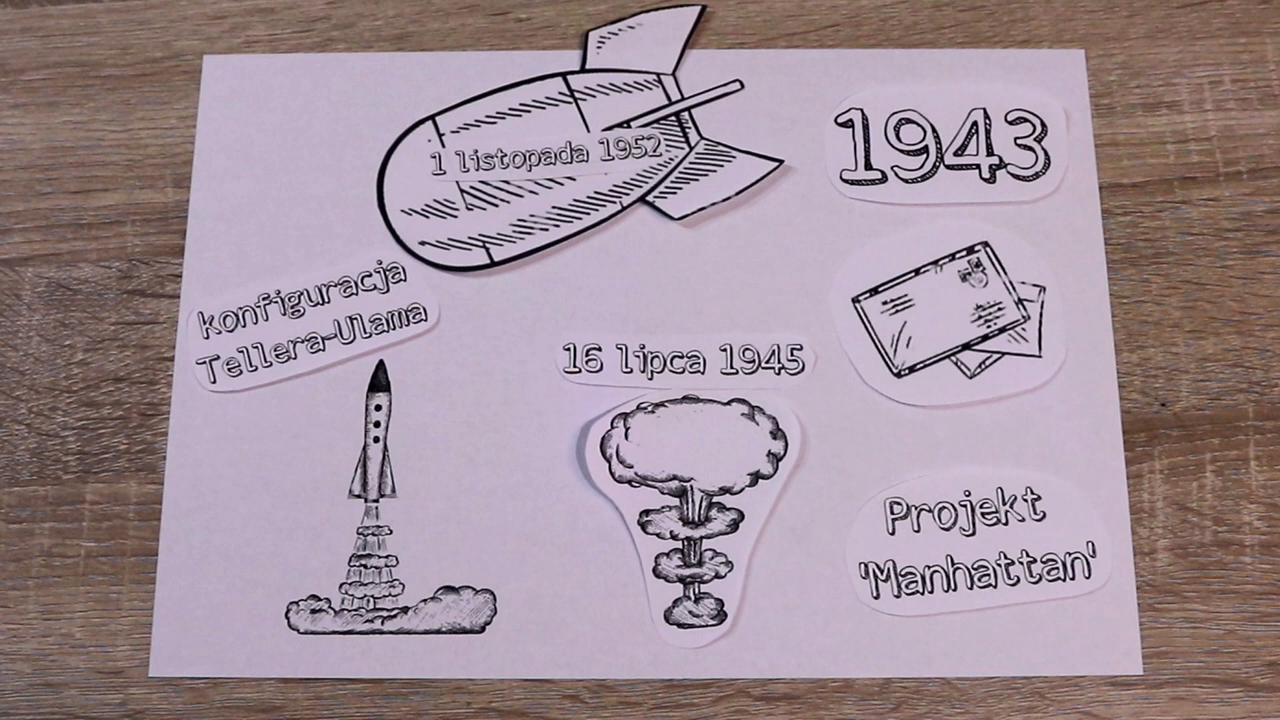 1 listopada 1952
1943
konfiguracja
Tellera-Ulama
16 lipca 1945
Projekt
'Manhattan'